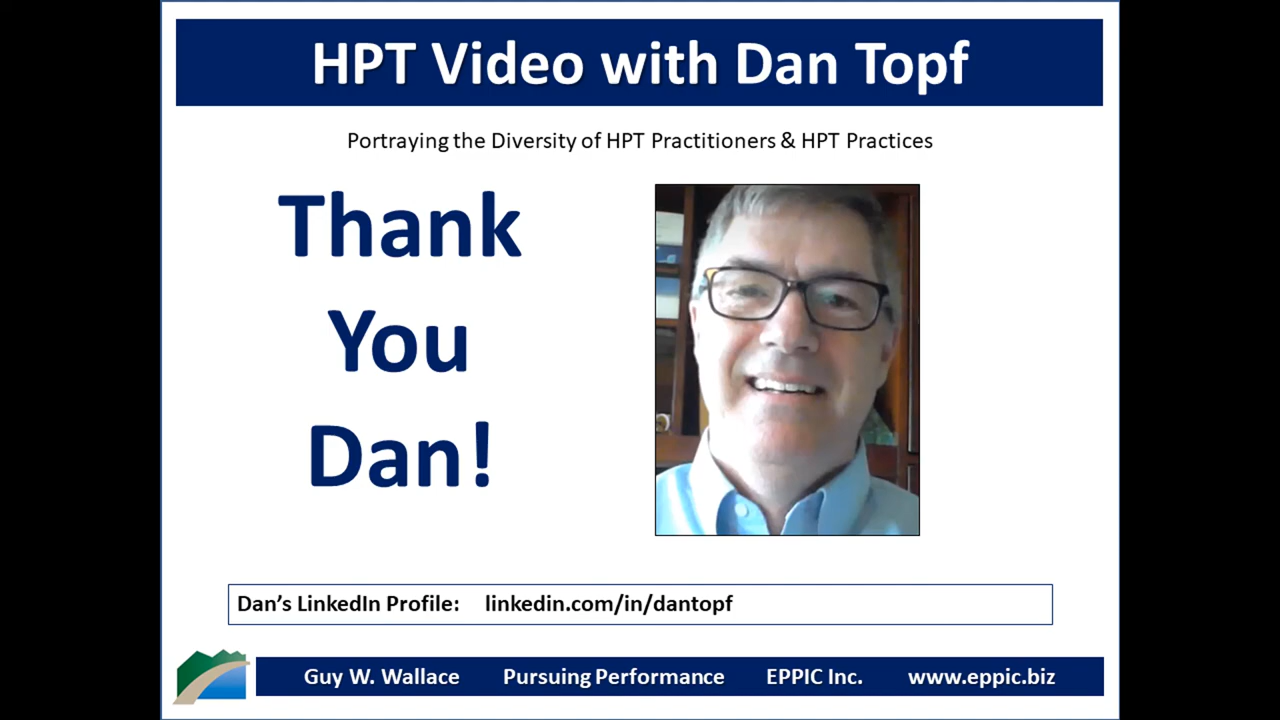 HPT Video with Dan Topf
Portraying the Diversity of HPT Practitioners & HPT Practices
Thank
You
Dan!
Dan’s LinkedIn Profile: linkedin.com/in/dantopf
Guy W. Wallace Pursuing Performance EPPIC Inc. www.eppic.biz